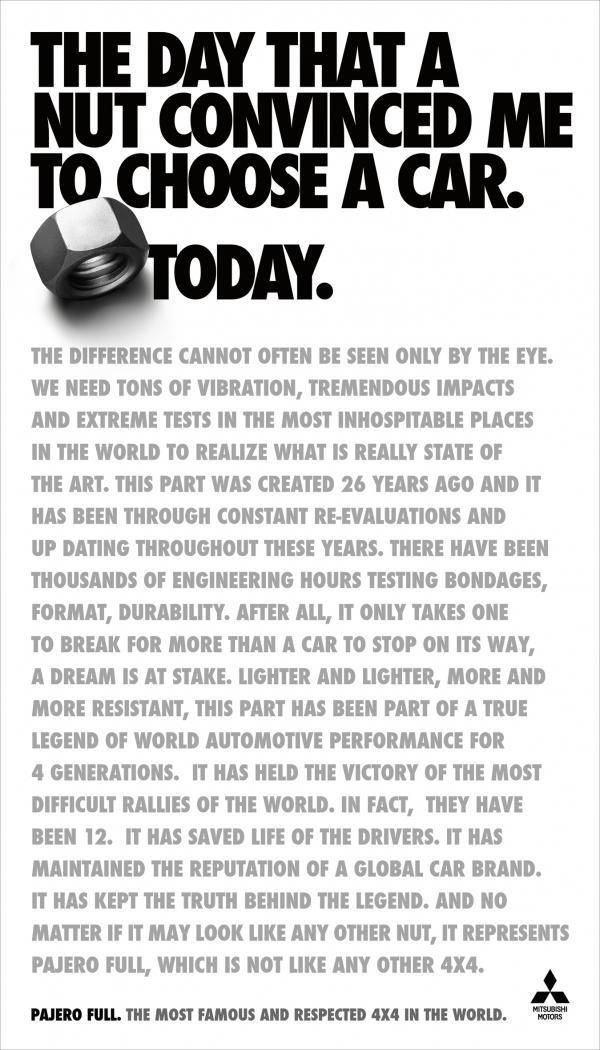 THE DAY THAT A
NUT CONVINCED ME
TO CHOOSE A CAR.
TODAY.
THE DIFFERENCE CANNOT OFTEN BE SEEN ONLY BY THE EYE.
WE NEED TONS OF VIBRATION, TREMENDOUS IMPACTS
AND EXTREME TESTS IN THE MOST INHOSPITABLE PLACES
IN THE WORLD TO REALIZE WHAT IS REALLY STATE OF
THE ART. THIS PART WAS CREATED 26 YEARS AGO AND IT
HAS BEEN THROUGH CONSTANT RE-EVALUATIONS AND
UP DATING THROUGHOUT THESE YEARS. THERE HAVE BEEN
THOUSANDS OF ENGINEERING HOURS TESTING BONDAGES,
FORMAT, DURABILITY. AFTER ALL, IT ONLY TAKES ONE
TO BREAK FOR MORE THAN A CAR TO STOP ON ITS WAY,
A DREAM IS AT STAKE. LIGHTER AND LIGHTER, MORE AND
MORE RESISTANT, THIS PART HAS BEEN PART OF A TRUE
LEGEND OF WORLD AUTOMOTIVE PERFORMANCE FOR
4 GENERATIONS. IT HAS HELD THE VICTORY OF THE MOST
DIFFICULT RALLIES OF THE WORLD. IN FACT, THEY HAVE
BEEN 12. IT HAS SAVED LIFE OF THE DRIVERS. IT HAS
MAINTAINED THE REPUTATION OF A GLOBAL CAR BRAND.
IT HAS KEPT THE TRUTH BEHIND THE LEGEND. AND NO
MATTER IF IT MAY LOOK LIKE ANY OTHER NUT, IT REPRESENTS
PAJERO FULL, WHICH IS NOT LIKE ANY OTHER 4X4.
PAJERO FULL. THE MOST FAMOUS AND RESPECTED 4X4 IN THE WORLD.
MITSUBISHI
MOTORS